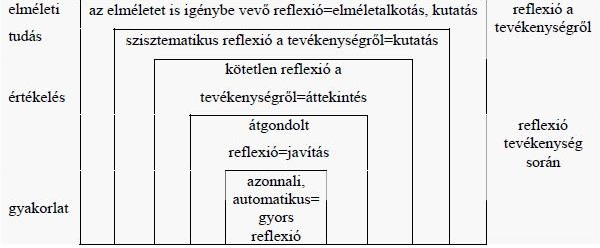 elméleti
tudás
értékelés
gyakorlat
az elméletet is igénybe vevő reflexió=elméletalkotás, kutatás
szisztematikus reflexió a tevékenységről=kutatás
kötetlen reflexió a
tevékenységről=áttekintés
átgondolt
reflexió=javítás
azonnali,
automatikus=
gyors
reflexió
reflexió a
tevékenységről
reflexió
tevékenység
során